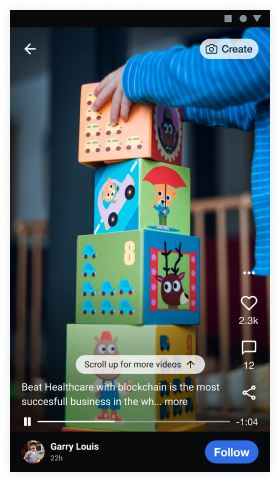 Create
8
2.3k
12
Scroll up for more videos
Beat Healthcare with blockchain is the most
succesfull business in the wh... more
-1:04
Garry Louis
22h
Follow